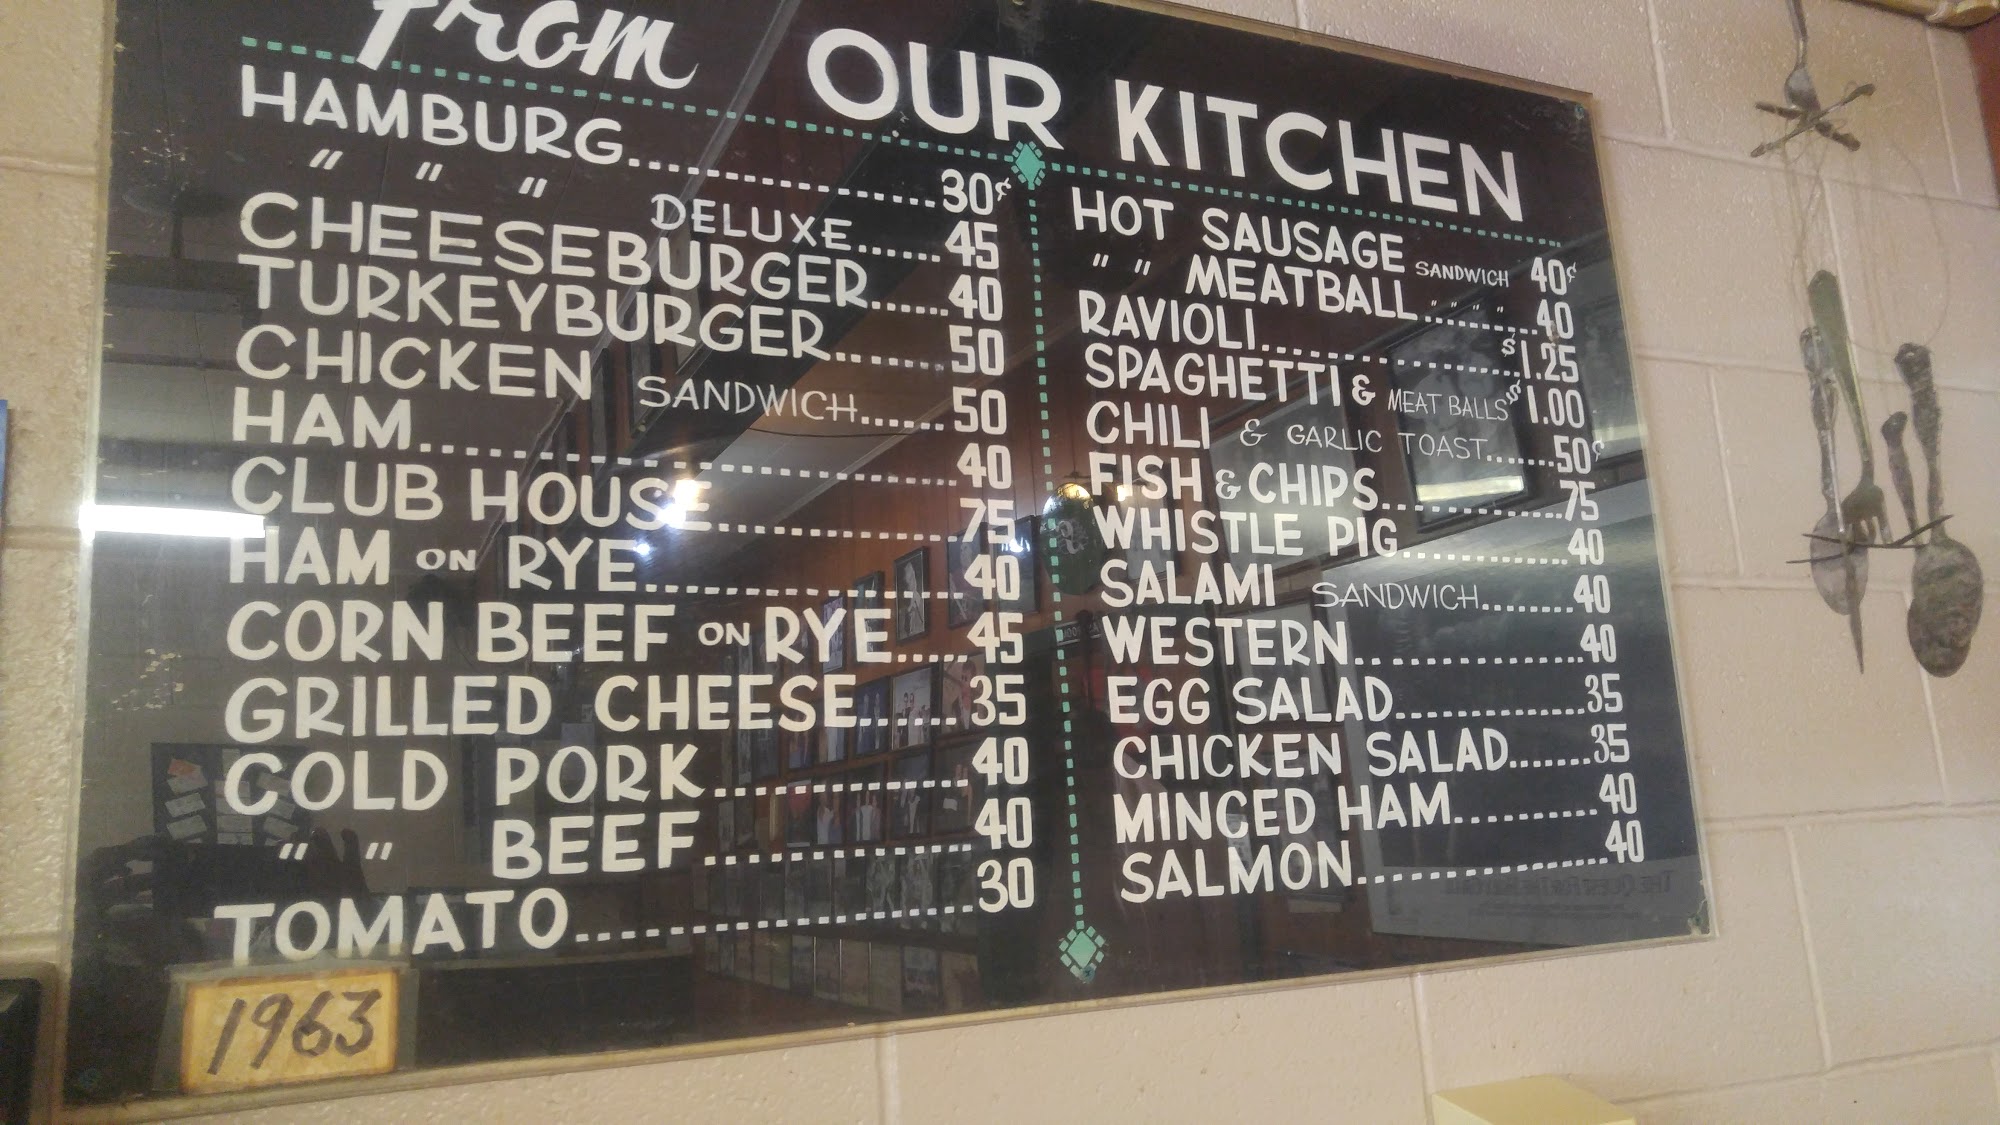 From OUR KITCHEN
HAMBURG..............................30¢
" " " DELUXE......45
CHEESEBURGER......40
TURKEYBURGER......50
CHICKEN SANDWICH......50
HAM..............................40
CLUB HOUSE..............75
HAM ON RYE..................40
CORN BEEF ON RYE.....45
GRILLED CHEESE......35
COLD PORK..............40
" " BEEF..............40
TOMATO......................30
1963
HOT SAUSAGE SANDWICH 40¢
" " MEATBALL " " " "40
RAVIOLI....................$1.25
SPAGHETTI & MEAT BALLS $1.00
CHILI & GARLIC TOAST.......50¢
FISH & CHIPS..............75
WHISTLE PIG............40
SALAMI SANDWICH........40
WESTERN................40
EGG SALAD..............35
CHICKEN SALAD.......35
MINCED HAM..........40
SALMON..................40